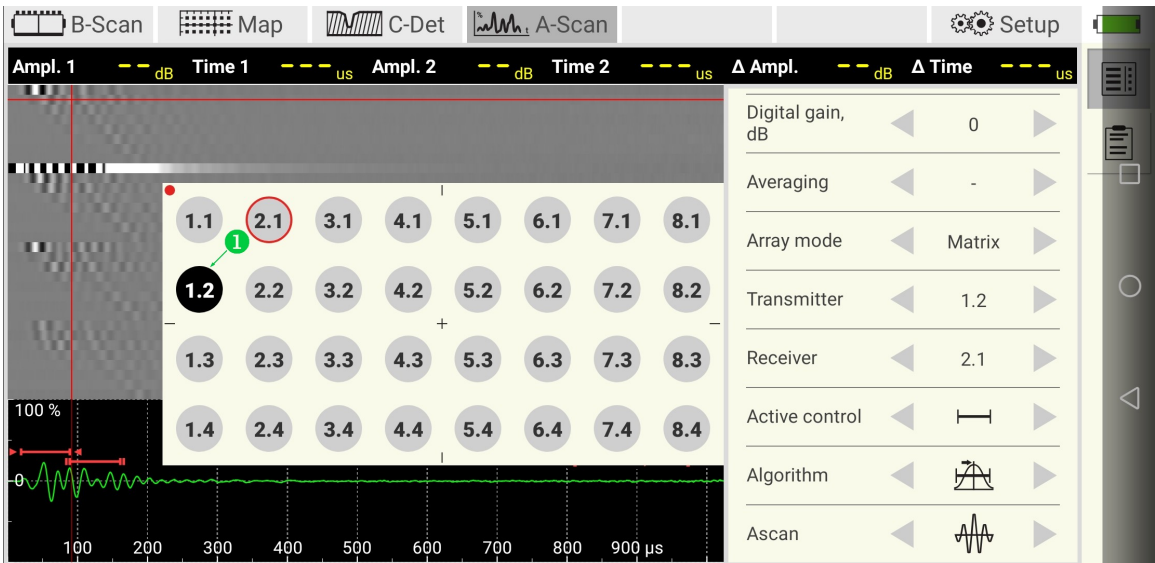 B-Scan Map C-Det A-Scan Setup
Ampl. 1 – – – dB Time 1 – – – us Ampl. 2 – – dB Time 2 – – – us Δ Ampl. – – dB Δ Time – – – us
Digital gain, dB 0
Averaging -
Array mode Matrix
Transmitter 1.2
Receiver 2.1
Active control
Algorithm
Ascan
1.1 2.1 3.1 4.1 5.1 6.1 7.1 8.1
1
1.2 2.2 3.2 4.2 5.2 6.2 7.2 8.2
1.3 2.3 3.3 4.3 5.3 6.3 7.3 8.3
1.4 2.4 3.4 4.4 5.4 6.4 7.4 8.4
100 %
0
100 200 300 400 500 600 700 800 900 µs